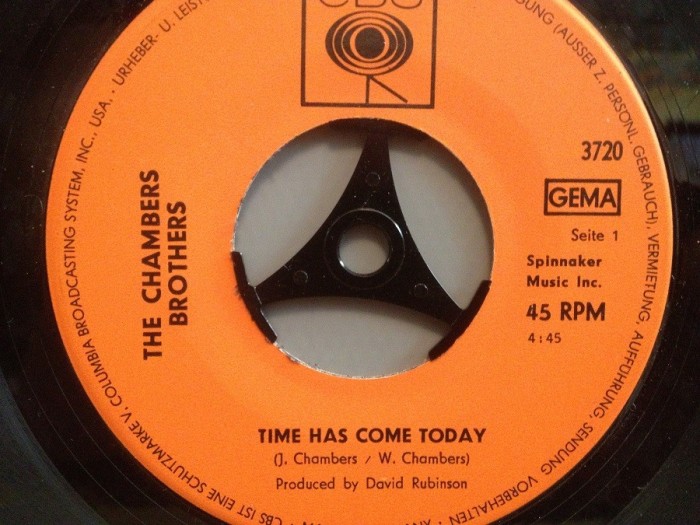 CBS
3720
GEMA
Seite 1
Spinnaker
Music Inc.
45 RPM
4:45
THE CHAMBERS
BROTHERS
TIME HAS COME TODAY
(J. Chambers / W. Chambers)
Produced by David Rubinson
CBS IST EINE SCHUTZMARKE V. COLUMBIA BROADCASTING SYSTEM, INC., USA. · URHEBER- U. LEIST
(AUSSER Z. PERSÖNL. GEBRAUCH), VERMIETUNG, AUFFÜHRUNG, SENDUNG VORBEHALTEN ·